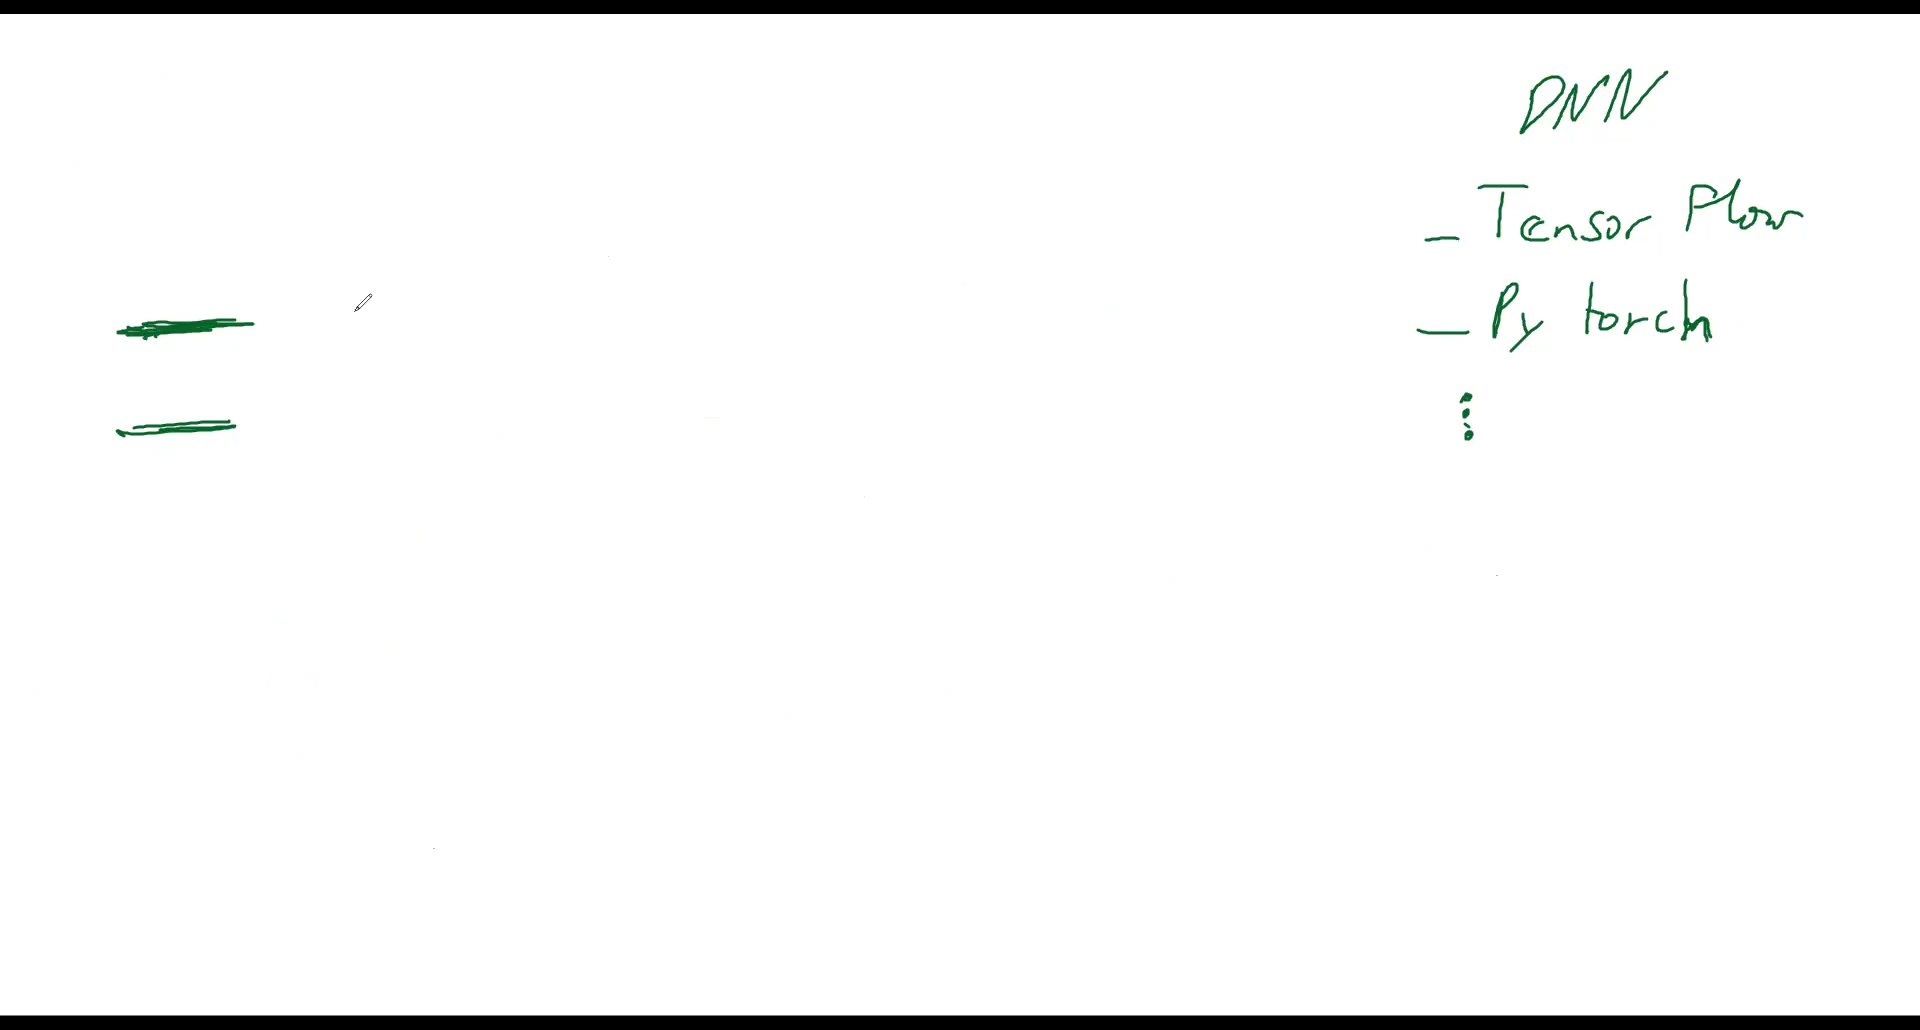 DNN
- Tensor Flow
- Py torch
⋮